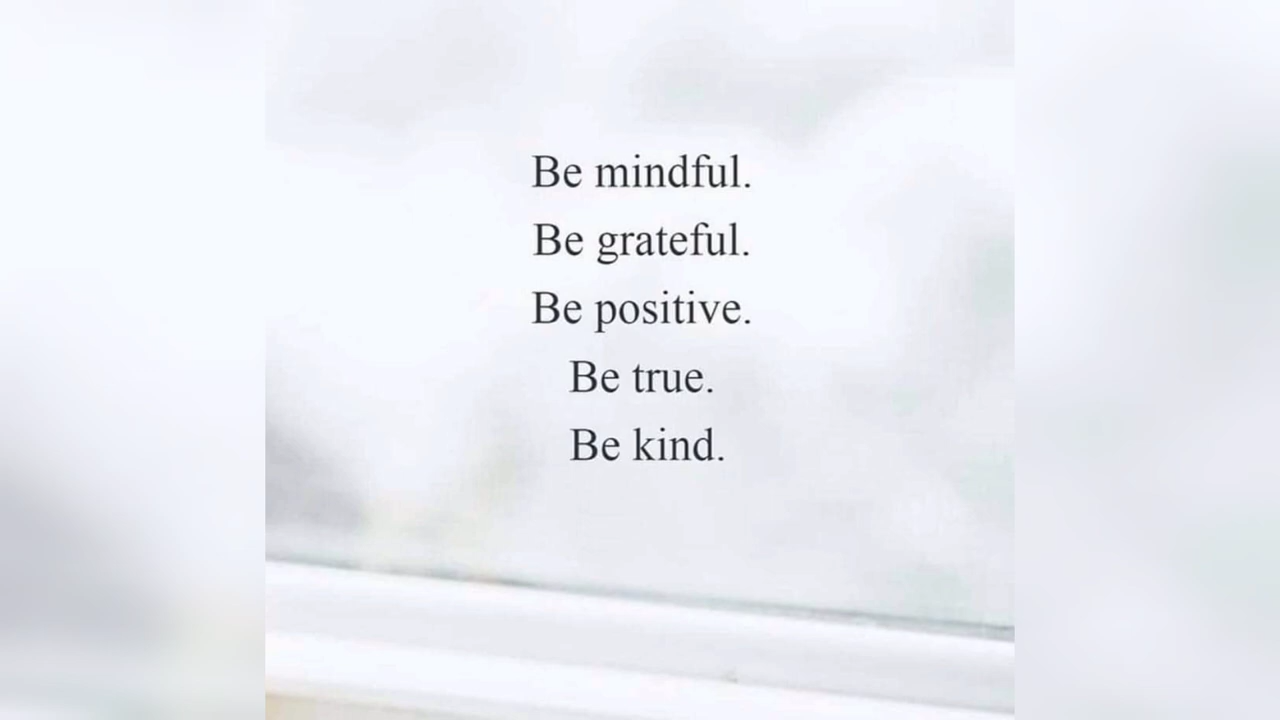 Be mindful.
Be grateful.
Be positive.
Be true.
Be kind.